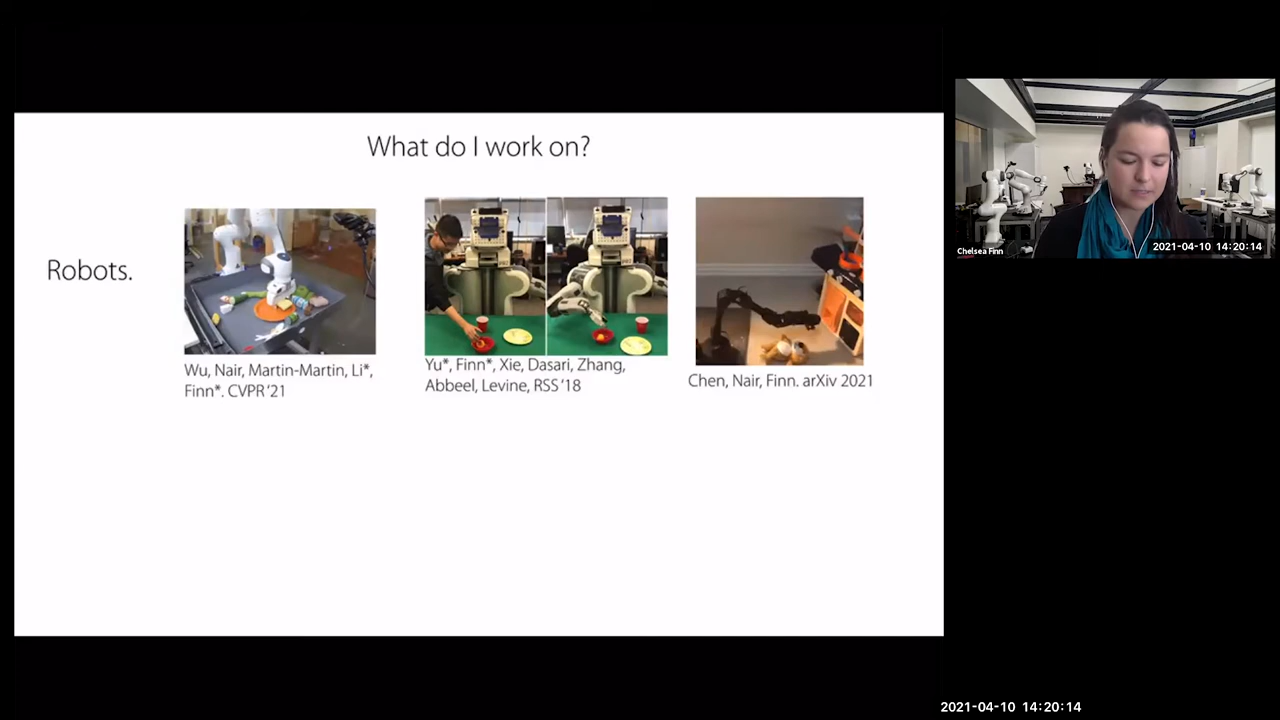 What do I work on?
Robots.
Wu, Nair, Martin-Martin, Li*,
Finn*. CVPR '21
Yu*, Finn*, Xie, Dasari, Zhang,
Abbeel, Levine, RSS '18
Chen, Nair, Finn. arXiv 2021
Chelsea Finn
2021-04-10 14:20:14
2021-04-10 14:20:14